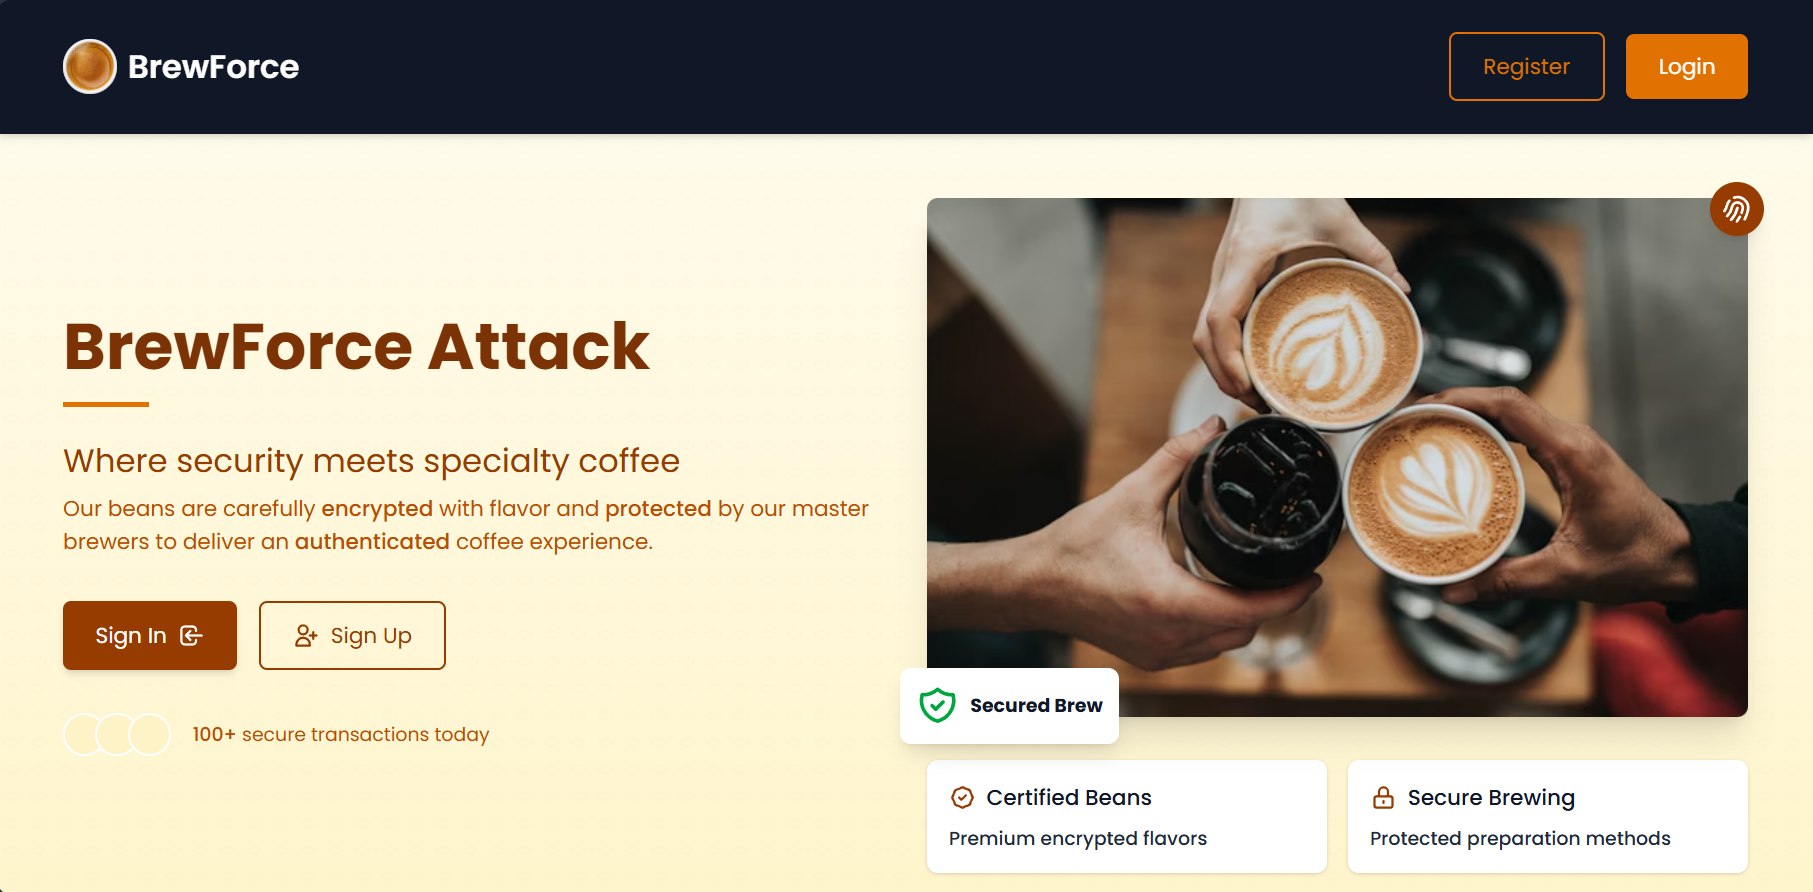 BrewForce
Register
Login
BrewForce Attack
Where security meets specialty coffee
Our beans are carefully encrypted with flavor and protected by our master
brewers to deliver an authenticated coffee experience.
Sign In
Sign Up
100+ secure transactions today
Secured Brew
Certified Beans
Premium encrypted flavors
Secure Brewing
Protected preparation methods